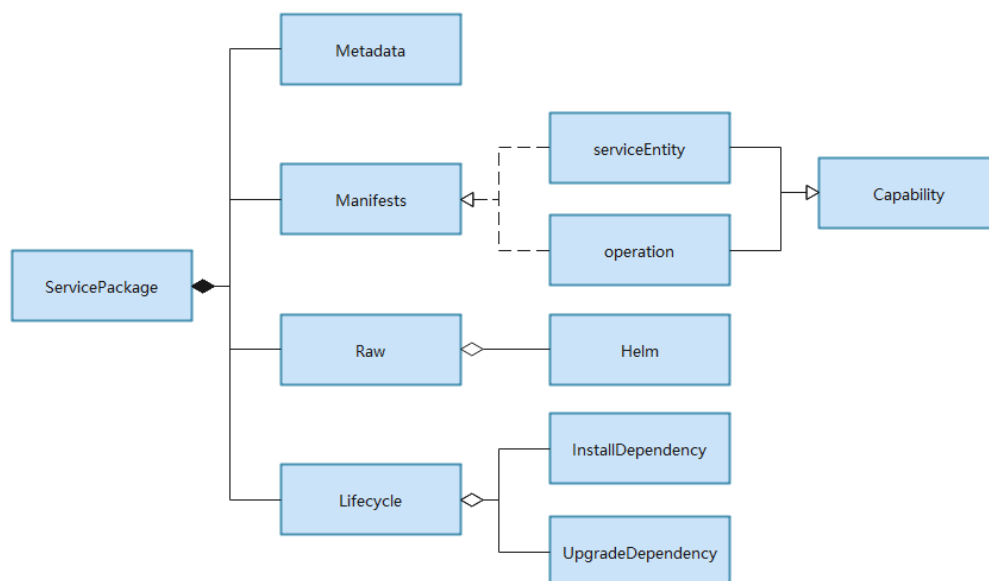 Metadata
serviceEntity
Manifests
Capability
operation
ServicePackage
Raw
Helm
InstallDependency
Lifecycle
UpgradeDependency